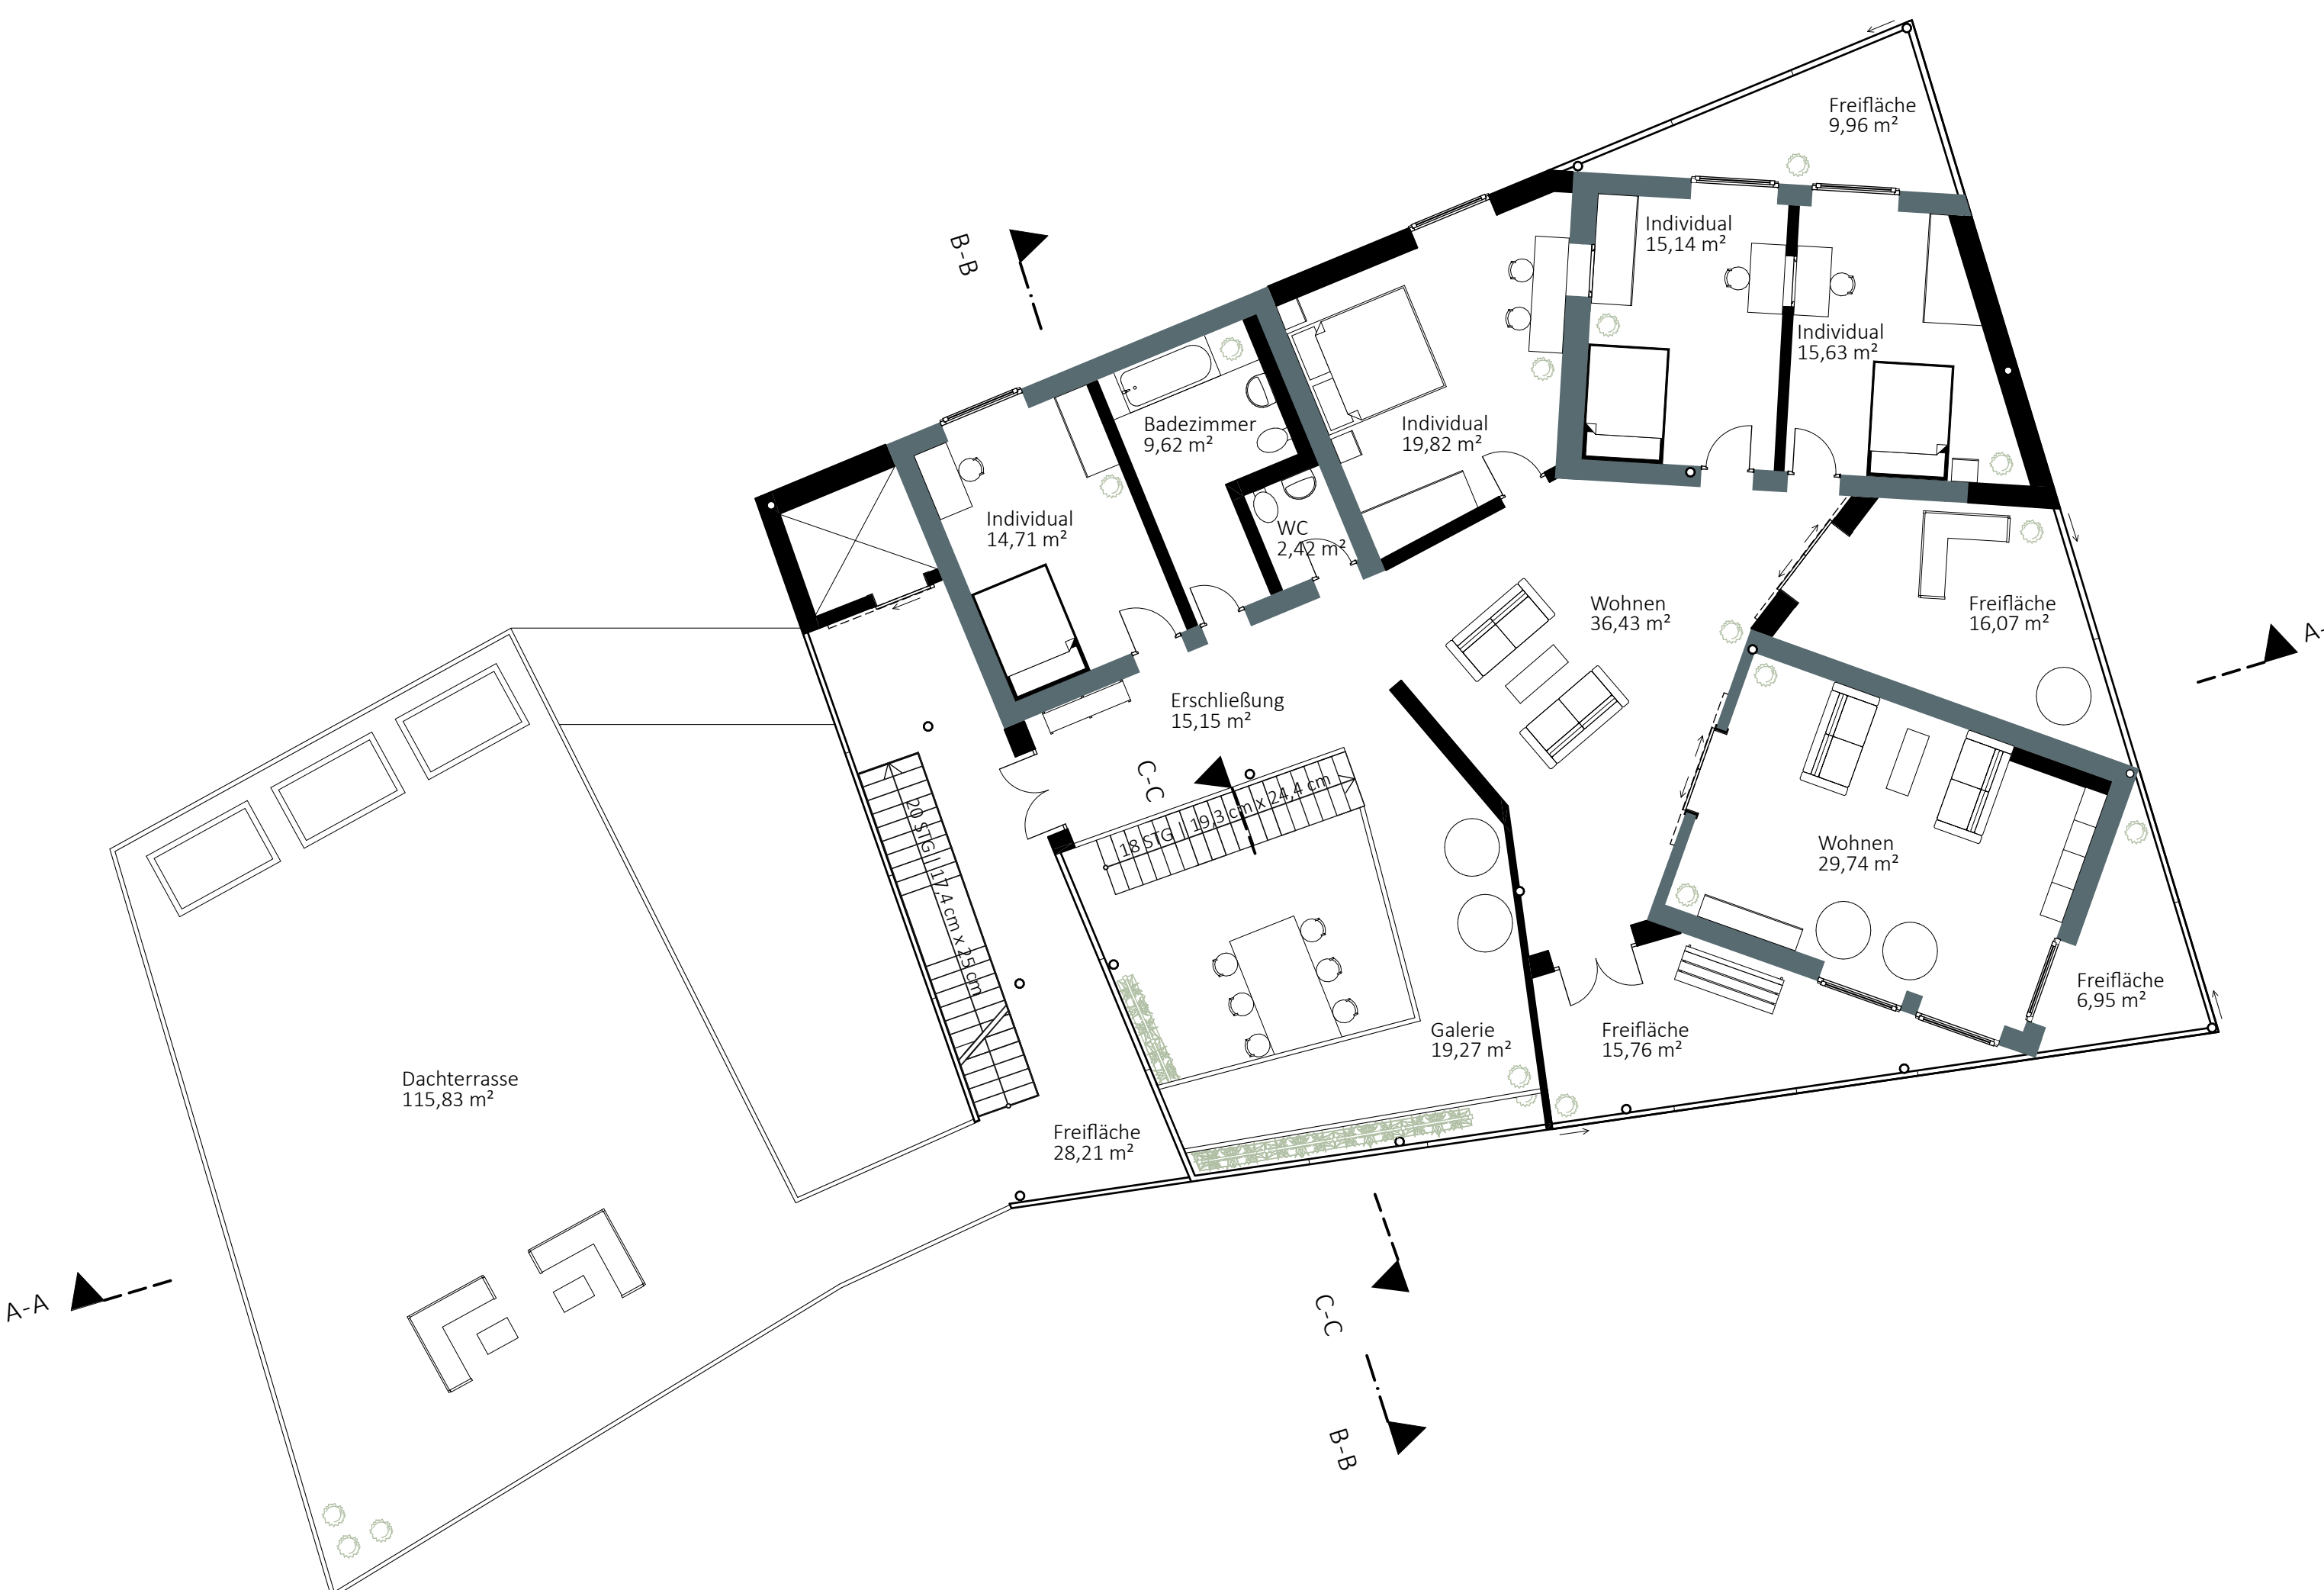 Freifläche
9,96 m²
B-B
Individual
15,14 m²
Individual
15,63 m²
Badezimmer
9,62 m²
Individual
19,82 m²
Individual
14,71 m²
WC
2,42 m²
Wohnen
36,43 m²
Freifläche
16,07 m²
A-
Erschließung
15,15 m²
C-C
18 STG | 19,3 cm x 24,4 cm
20 STG | 17,4 cm x 25 cm
Wohnen
29,74 m²
Freifläche
6,95 m²
Galerie
19,27 m²
Freifläche
15,76 m²
Dachterrasse
115,83 m²
Freifläche
28,21 m²
A-A
C-C
B-B